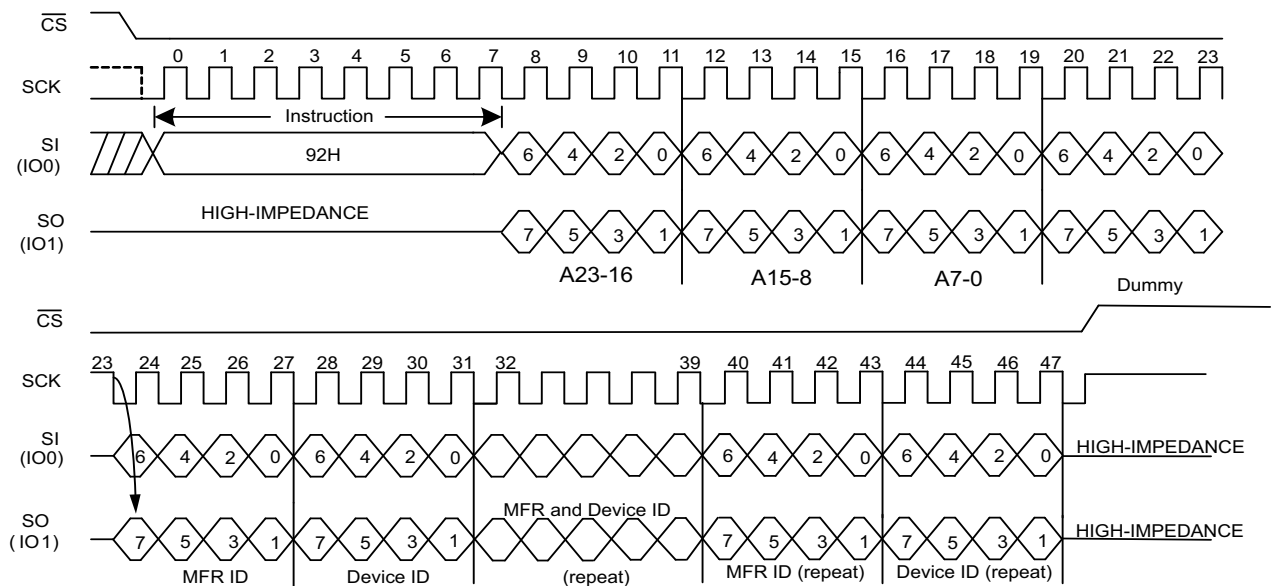 CS
0 1 2 3 4 5 6 7 8 9 10 11 12 13 14 15 16 17 18 19 20 21 22 23
SCK
Instruction
SI
(IO0)
92H
6 4 2 0 6 4 2 0 6 4 2 0 6 4 2 0
HIGH-IMPEDANCE
SO
(IO1)
7 5 3 1 7 5 3 1 7 5 3 1 7 5 3 1
A23-16 A15-8 A7-0 Dummy
CS
23 24 25 26 27 28 29 30 31 32 39 40 41 42 43 44 45 46 47
SCK
SI
(IO0)
6 4 2 0 6 4 2 0 6 4 2 0 6 4 2 0 HIGH-IMPEDANCE
MFR and Device ID
SO
(IO1)
7 5 3 1 7 5 3 1 7 5 3 1 7 5 3 1 HIGH-IMPEDANCE
MFR ID Device ID (repeat) MFR ID (repeat) Device ID (repeat)